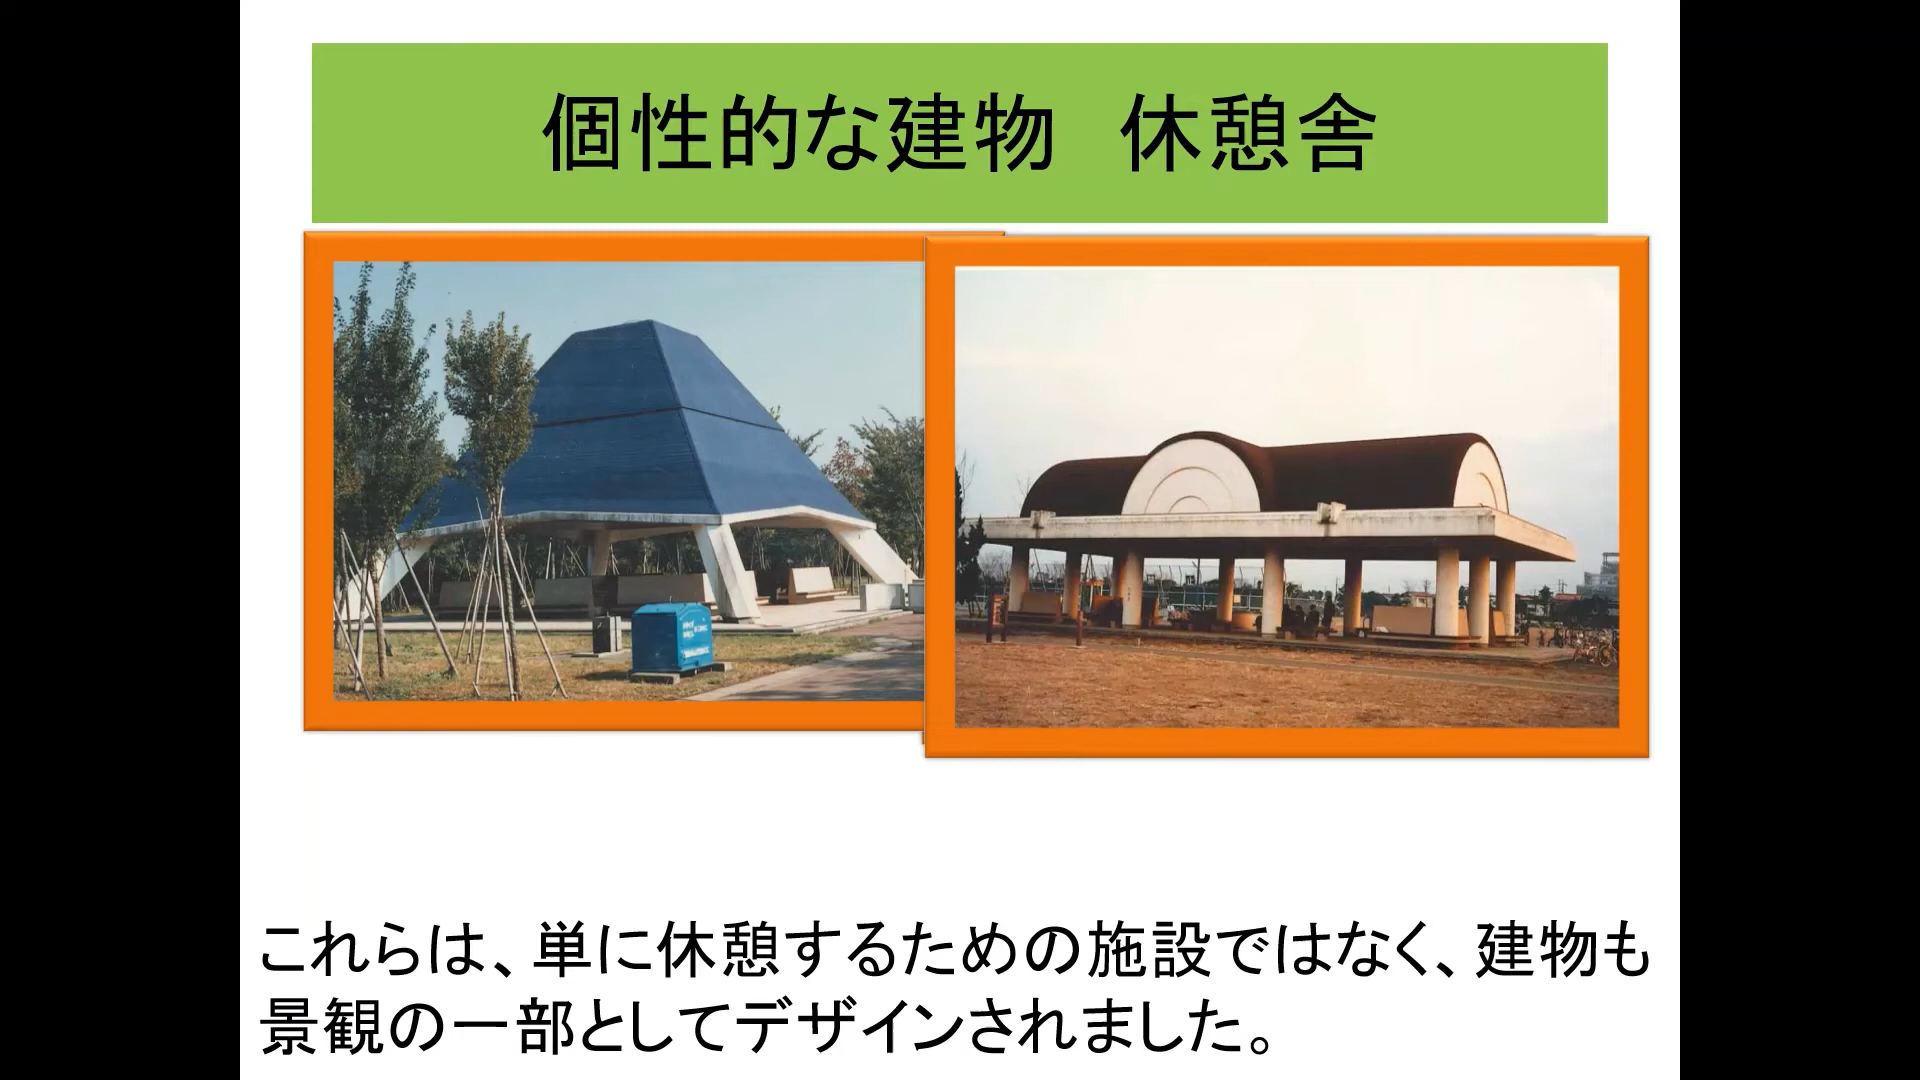 個性的な建物　休憩舎
これらは、単に休憩するための施設ではなく、建物も
景観の一部としてデザインされました。